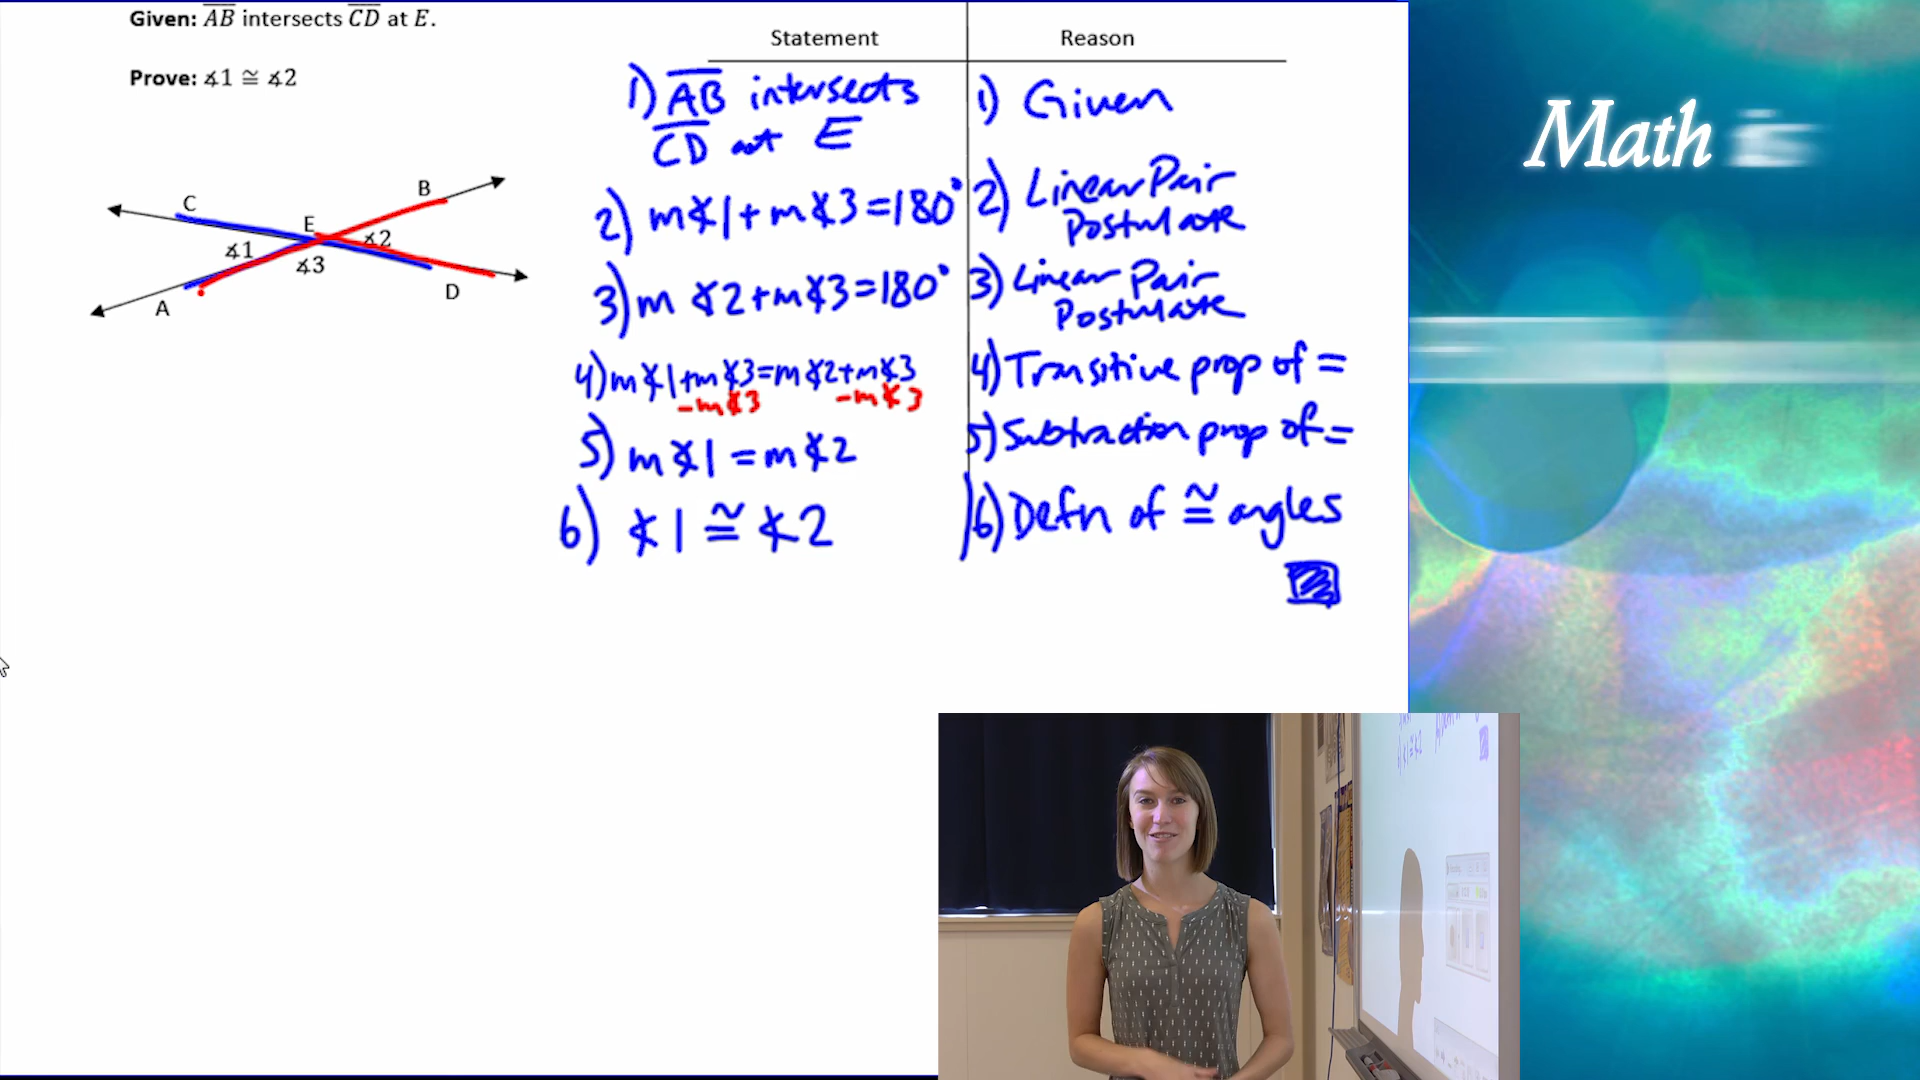 Given: AB intersects CD at E.
Prove: ∡1 ≅ ∡2
C
B
E
∡1
∡2
∡3
A
D
Statement
Reason
1) AB intersects
CD at E
1) Given
2) m∡1 + m∡3 = 180°
2) Linear Pair
Postulate
3) m∡2 + m∡3 = 180°
3) Linear Pair
Postulate
4) m∡1 + m∡3 = m∡2 + m∡3
-m∡3 -m∡3
4) Transitive prop of =
5) m∡1 = m∡2
5) Subtraction prop of =
6) ∡1 ≅ ∡2
6) Defn of ≅ angles
Math is